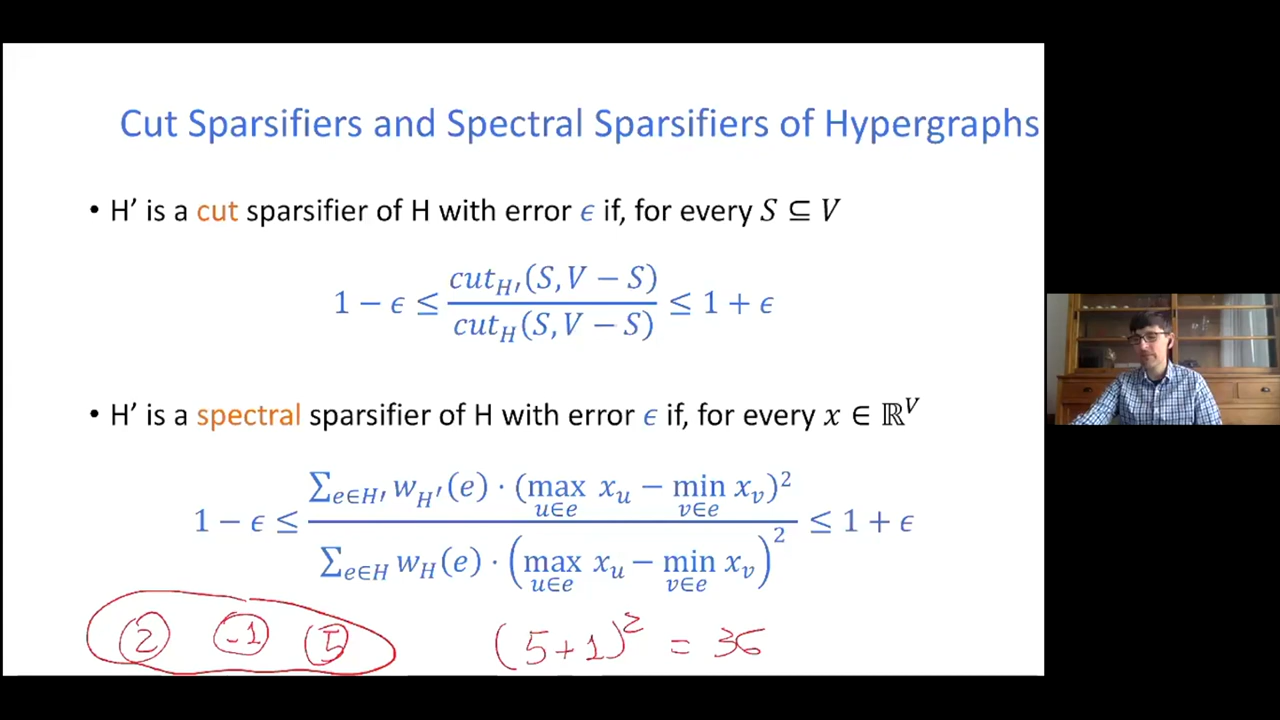 Cut Sparsifiers and Spectral Sparsifiers of Hypergraphs
• H’ is a cut sparsifier of H with error ϵ if, for every S ⊆ V
1 − ϵ ≤ cut_{H′}(S, V − S) / cut_H(S, V − S) ≤ 1 + ϵ
• H’ is a spectral sparsifier of H with error ϵ if, for every x ∈ ℝ^V
1 − ϵ ≤ ∑_{e∈H′} w_{H′}(e) · (max_{u∈e} x_u − min_{v∈e} x_v)^2 / ∑_{e∈H} w_H(e) · (max_{u∈e} x_u − min_{v∈e} x_v)^2 ≤ 1 + ϵ
2 -1 5 (5+1)^2 = 36